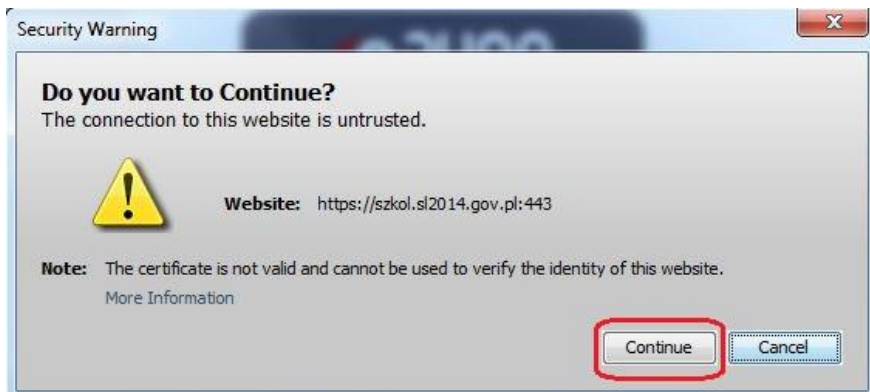 Security Warning
Do you want to Continue?
The connection to this website is untrusted.
Website: https://szkol.sl2014.gov.pl:443
Note: The certificate is not valid and cannot be used to verify the identity of this website.
More Information
Continue Cancel